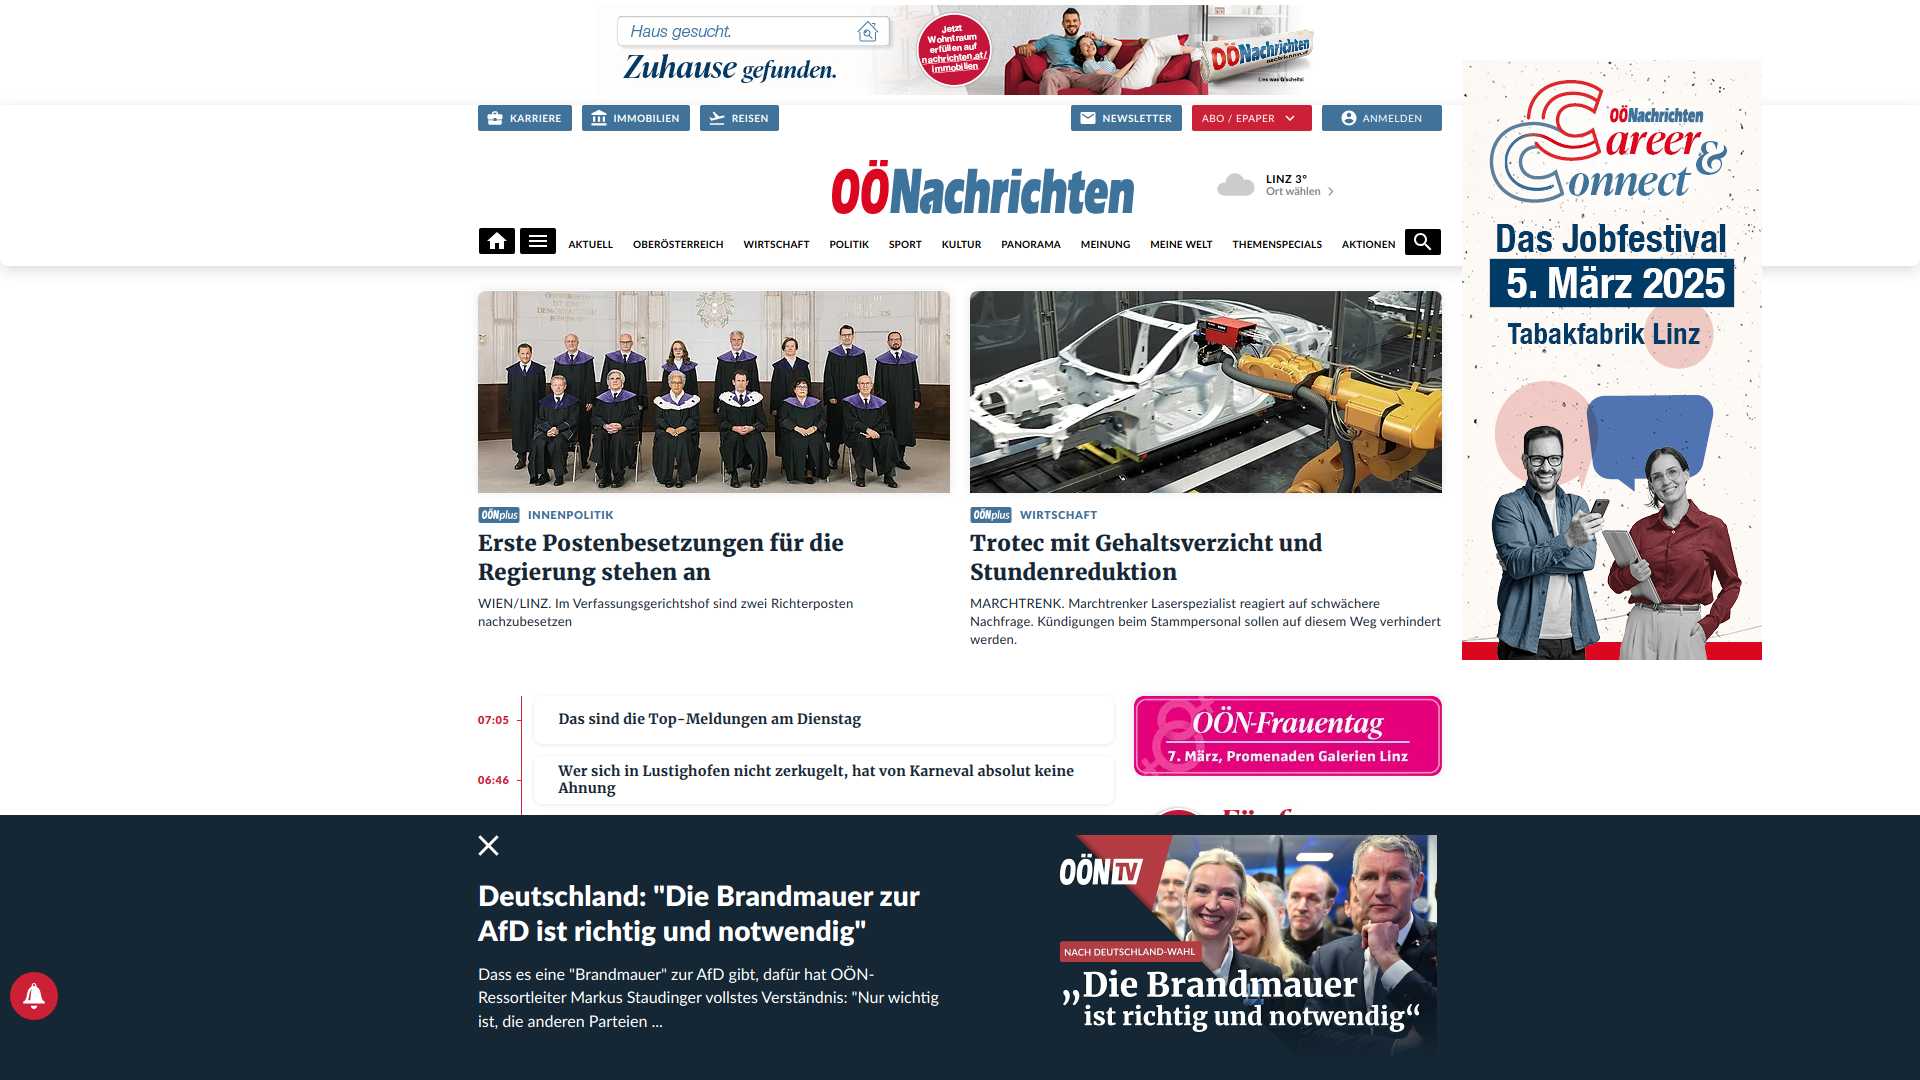 Haus gesucht.
Zuhause gefunden.
Jetzt
Wohntraum
erfüllen auf
nachrichten.at/
immobilien
OÖNachrichten
Lies was G'scheits!
KARRIERE
IMMOBILIEN
REISEN
NEWSLETTER
ABO / EPAPER
ANMELDEN
OÖNachrichten
LINZ 3°
Ort wählen
AKTUELL
OBERÖSTERREICH
WIRTSCHAFT
POLITIK
SPORT
KULTUR
PANORAMA
MEINUNG
MEINE WELT
THEMENSPECIALS
AKTIONEN
OÖNachrichten
Career &
Connect
Das Jobfestival
5. März 2025
Tabakfabrik Linz
OÖNplus INNENPOLITIK
Erste Postenbesetzungen für die
Regierung stehen an
WIEN/LINZ. Im Verfassungsgerichtshof sind zwei Richterposten
nachzubesetzen
OÖNplus WIRTSCHAFT
Trotec mit Gehaltsverzicht und
Stundenreduktion
MARCHTRENK. Marchtrenker Laserspezialist reagiert auf schwächere
Nachfrage. Kündigungen beim Stammpersonal sollen auf diesem Weg verhindert
werden.
07:05
Das sind die Top-Meldungen am Dienstag
06:46
Wer sich in Lustighofen nicht zerkugelt, hat von Karneval absolut keine
Ahnung
OÖN-Frauentag
7. März, Promenaden Galerien Linz
Deutschland: "Die Brandmauer zur
AfD ist richtig und notwendig"
Dass es eine "Brandmauer" zur AfD gibt, dafür hat OÖN-
Ressortleiter Markus Staudinger vollstes Verständnis: "Nur wichtig
ist, die anderen Parteien ...
OÖN TV
NACH DEUTSCHLAND-WAHL
„Die Brandmauer
ist richtig und notwendig“